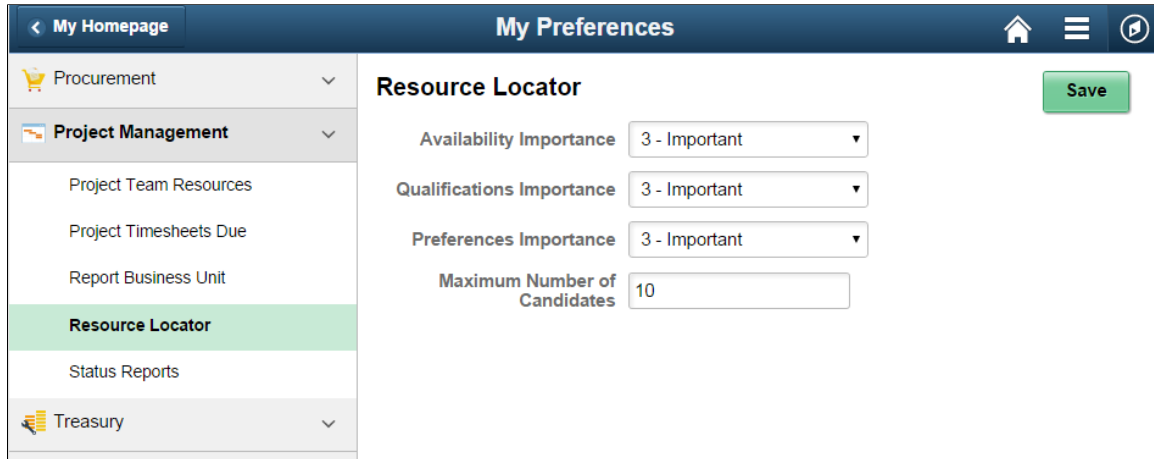 My Homepage
My Preferences
Procurement
Project Management
Project Team Resources
Project Timesheets Due
Report Business Unit
Resource Locator
Status Reports
Treasury
Resource Locator
Save
Availability Importance 3 - Important
Qualifications Importance 3 - Important
Preferences Importance 3 - Important
Maximum Number of
Candidates 10